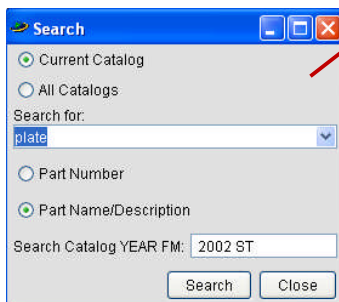 Search
Current Catalog
All Catalogs
Search for:
plate
Part Number
Part Name/Description
Search Catalog YEAR FM: 2002 ST
Search Close